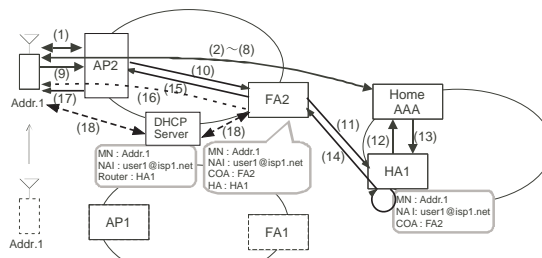 (1)
AP2
(2)～(8)
(9)
(10)
(15)
(16)
(17)
Addr.1
(18)
DHCP
Server
(18)
FA2
Home
AAA
(11)
(12)
(13)
(14)
HA1
MN : Addr.1
NAI : user1@isp1.net
Router : HA1
MN : Addr.1
NAI : user1@isp1.net
COA : FA2
HA : HA1
MN : Addr.1
NA I: user1@isp1.net
COA : FA2
Addr.1
AP1
FA1